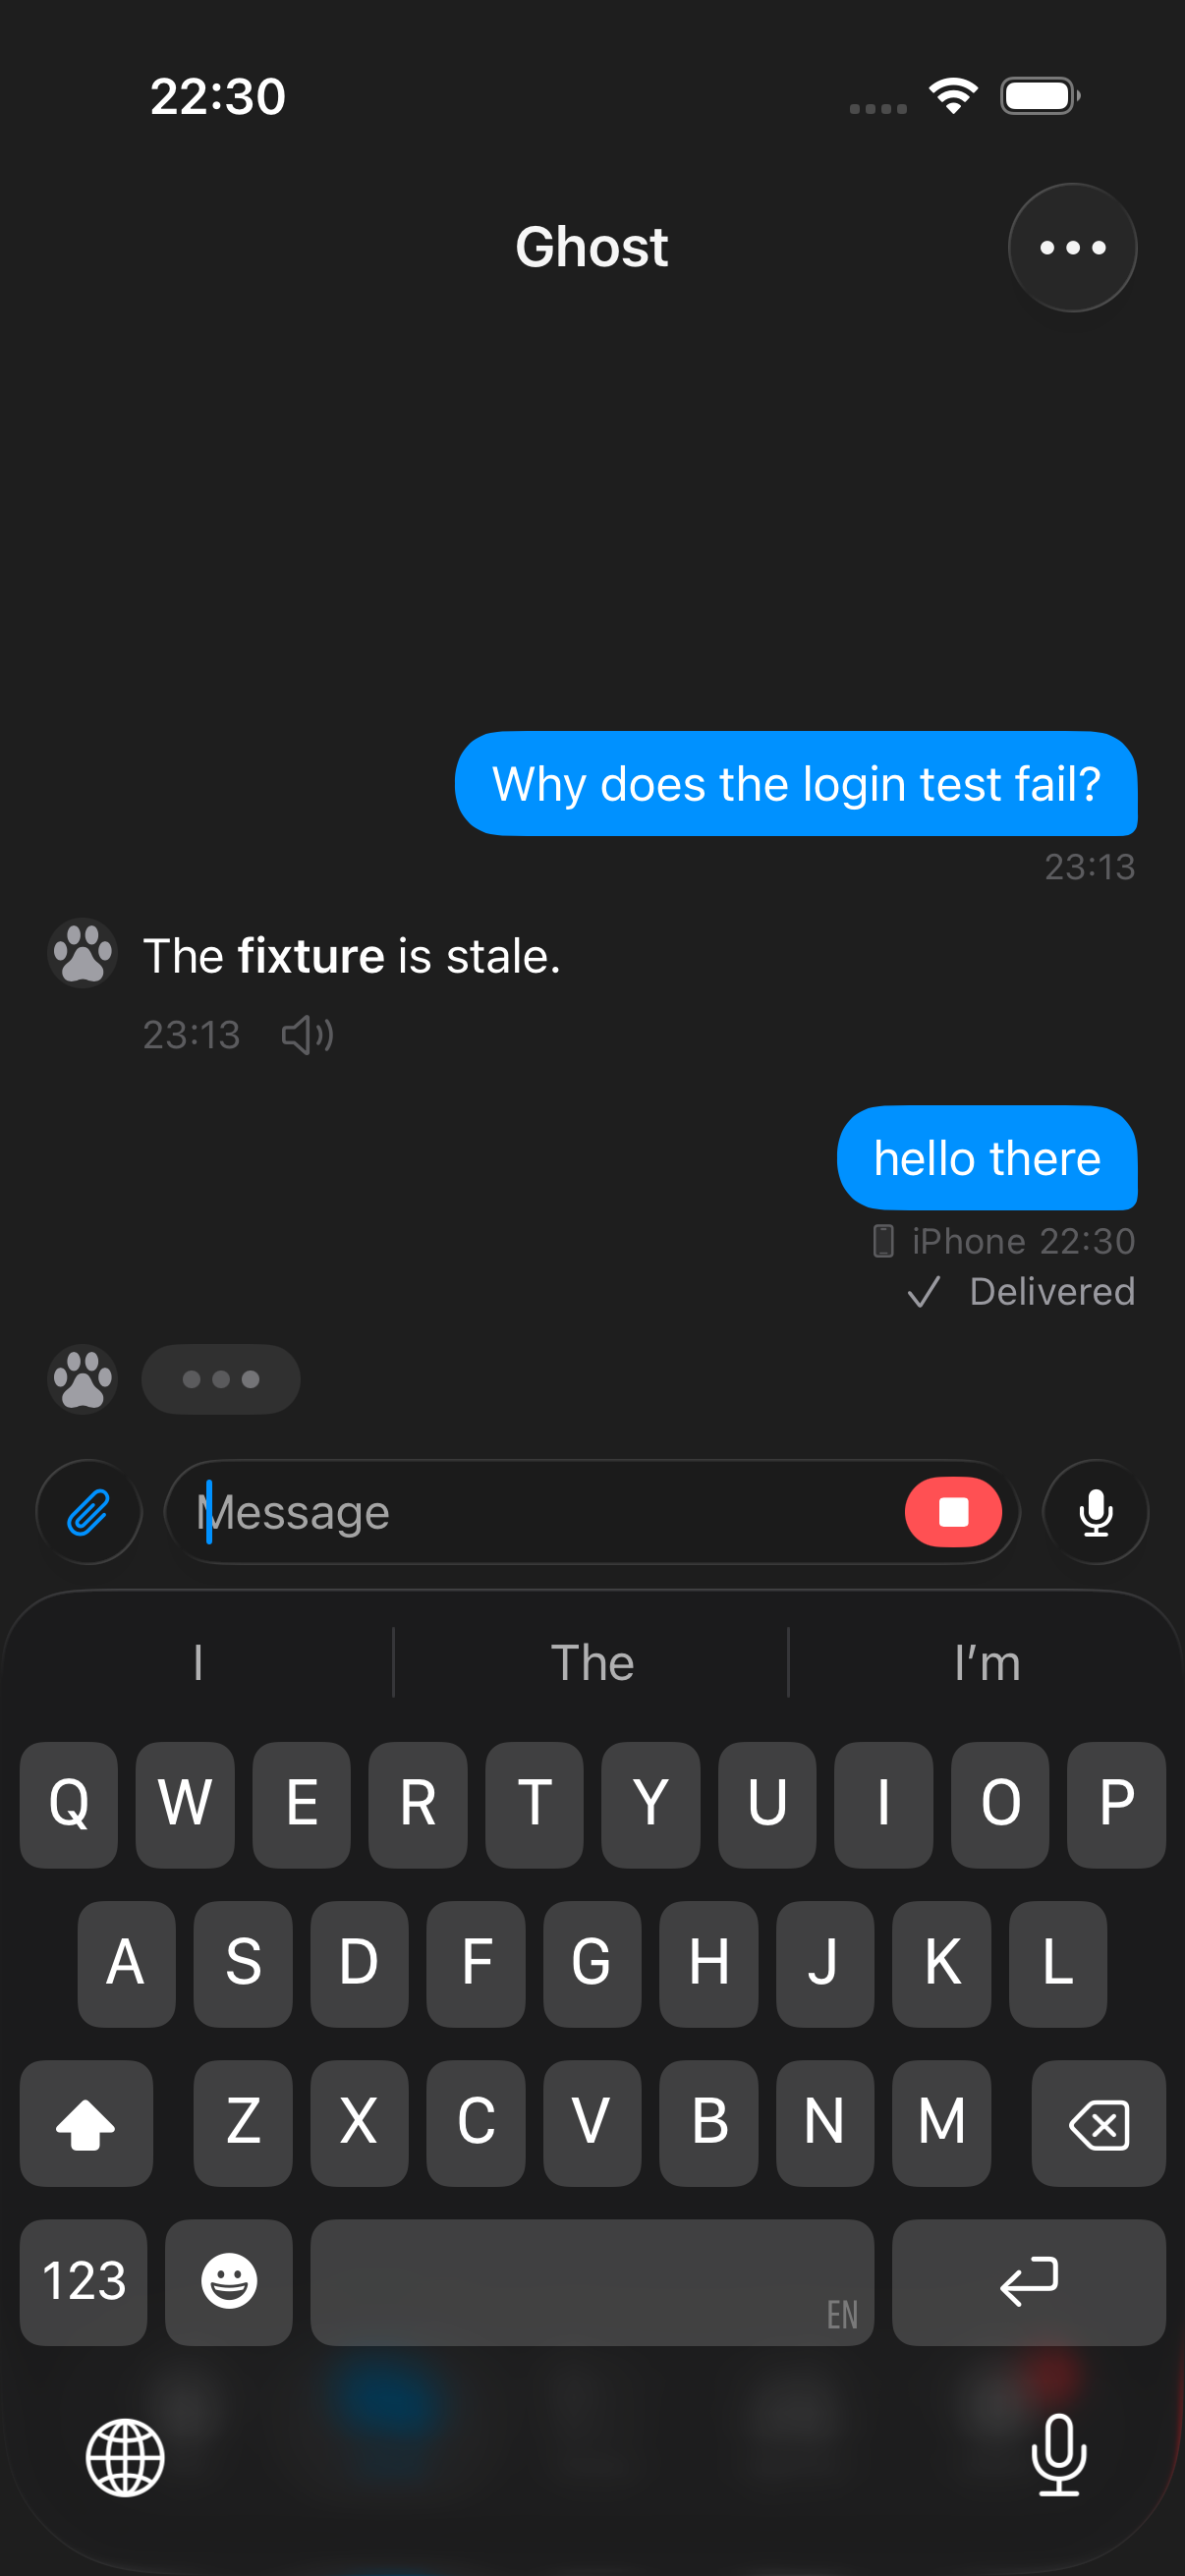 22:30
Ghost
Why does the login test fail?
23:13
The fixture is stale.
23:13
hello there
iPhone 22:30
Delivered
Message
I The I’m
Q W E R T Y U I O P
A S D F G H J K L
Z X C V B N M
123
EN